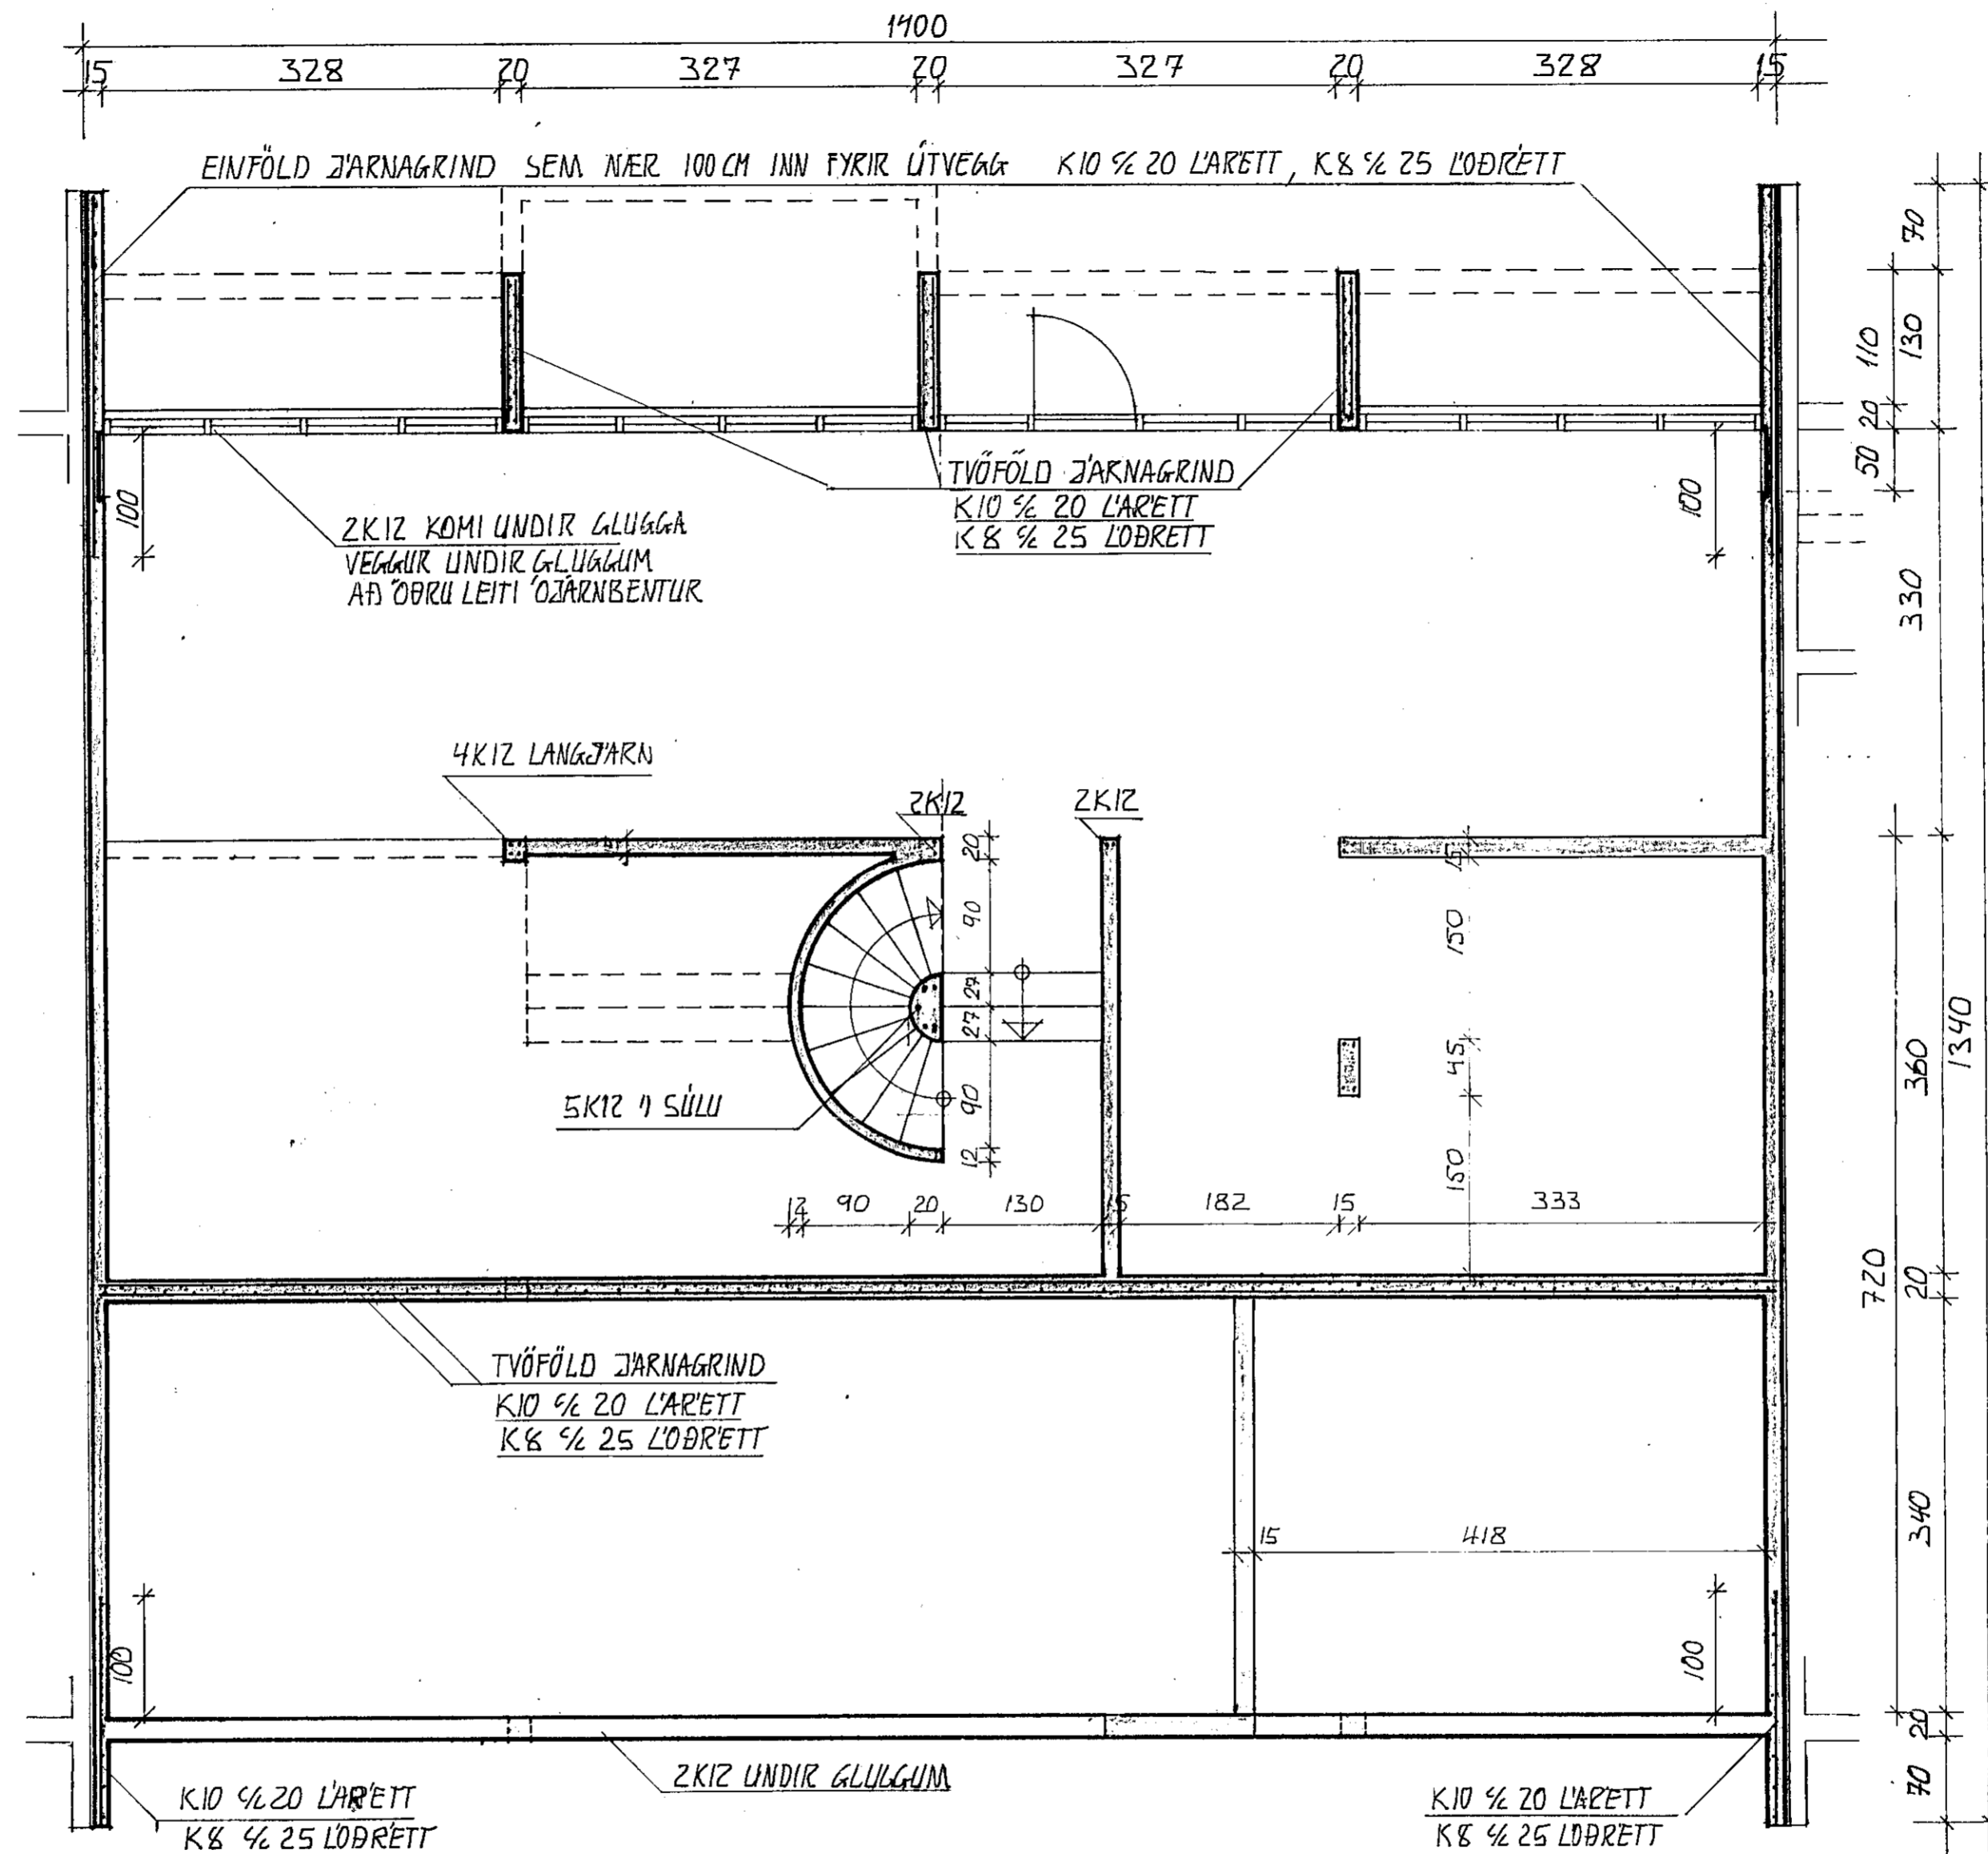 1400
15 328 20 327 20 327 20 328 15
EINFÖLD JÁRNAGRIND SEM NÆR 100 CM INN FYRIR ÚTVEGG K10 c/c 20 LÁRÉTT, K8 c/c 25 LÓÐRÉTT
70
110
130
20
50
100
100
TVÖFÖLD JÁRNAGRIND
K10 c/c 20 LÁRÉTT
K8 c/c 25 LÓÐRETT
2K12 KOMI UNDIR GLUGGA
VEGGUR UNDIR GLUGGUM
AÐ ÖÐRU LEITI ÓJÁRNBENTUR
330
4K12 LANGJÁRN
2K12
2K12
20
90
27
27
90
12
15
150
45
150
5K12 Í SÚLU
360
1340
12 90 20 130 15 182 15 333
720
20
TVÖFÖLD JÁRNAGRIND
K10 c/c 20 LÁRÉTT
K8 c/c 25 LÓÐRÉTT
340
15 418
100
100
20
70
2K12 UNDIR GLUGGUM
K10 c/c 20 LÁRÉTT
K8 c/c 25 LÓÐRÉTT
K10 c/c 20 LÁRÉTT
K8 c/c 25 LÓÐRÉTT